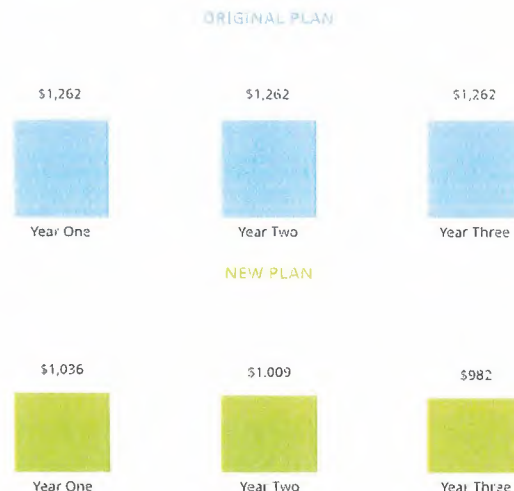 ORIGINAL PLAN
$1,262 $1,262 $1,262
Year One Year Two Year Three
NEW PLAN
$1,036 $1.009 $982
Year One Year Two Year Three